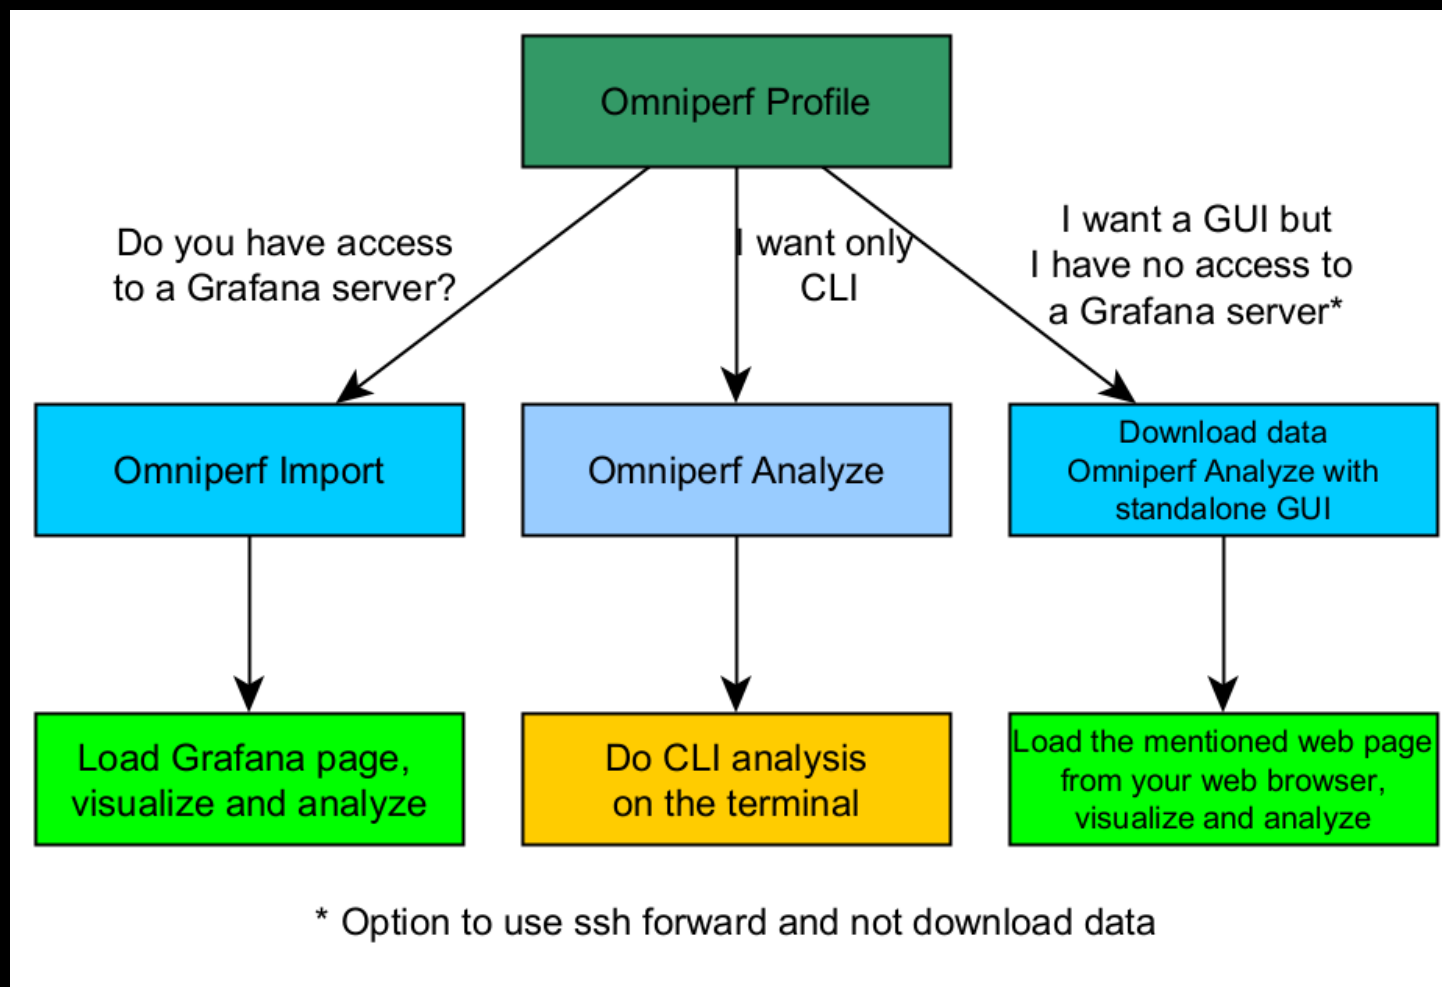 Omniperf Profile
Do you have access
to a Grafana server?
I want only
CLI
I want a GUI but
I have no access to
a Grafana server*
Omniperf Import
Omniperf Analyze
Download data
Omniperf Analyze with
standalone GUI
Load Grafana page,
visualize and analyze
Do CLI analysis
on the terminal
Load the mentioned web page
from your web browser,
visualize and analyze
* Option to use ssh forward and not download data